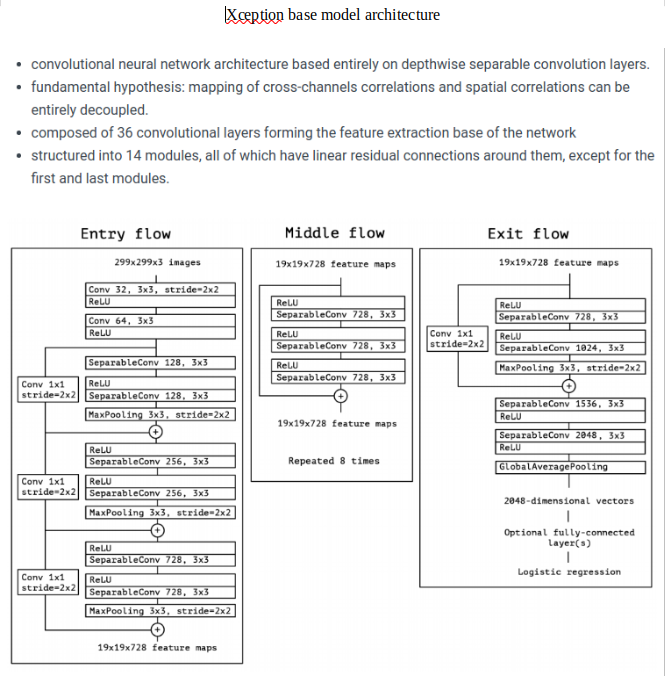 Xception base model architecture
• convolutional neural network architecture based entirely on depthwise separable convolution layers.
• fundamental hypothesis: mapping of cross-channels correlations and spatial correlations can be
entirely decoupled.
• composed of 36 convolutional layers forming the feature extraction base of the network
• structured into 14 modules, all of which have linear residual connections around them, except for the
first and last modules.
Entry flow
299x299x3 images
Conv 32, 3x3, stride=2x2
ReLU
Conv 64, 3x3
ReLU
SeparableConv 128, 3x3
Conv 1x1
stride=2x2
ReLU
SeparableConv 128, 3x3
MaxPooling 3x3, stride=2x2
+
ReLU
SeparableConv 256, 3x3
Conv 1x1
stride=2x2
ReLU
SeparableConv 256, 3x3
MaxPooling 3x3, stride=2x2
+
ReLU
SeparableConv 728, 3x3
Conv 1x1
stride=2x2
ReLU
SeparableConv 728, 3x3
MaxPooling 3x3, stride=2x2
+
19x19x728 feature maps
Middle flow
19x19x728 feature maps
ReLU
SeparableConv 728, 3x3
ReLU
SeparableConv 728, 3x3
ReLU
SeparableConv 728, 3x3
+
19x19x728 feature maps
Repeated 8 times
Exit flow
19x19x728 feature maps
ReLU
SeparableConv 728, 3x3
Conv 1x1
stride=2x2
ReLU
SeparableConv 1024, 3x3
MaxPooling 3x3, stride=2x2
+
SeparableConv 1536, 3x3
ReLU
SeparableConv 2048, 3x3
ReLU
GlobalAveragePooling
2048-dimensional vectors
Optional fully-connected
layer(s)
Logistic regression